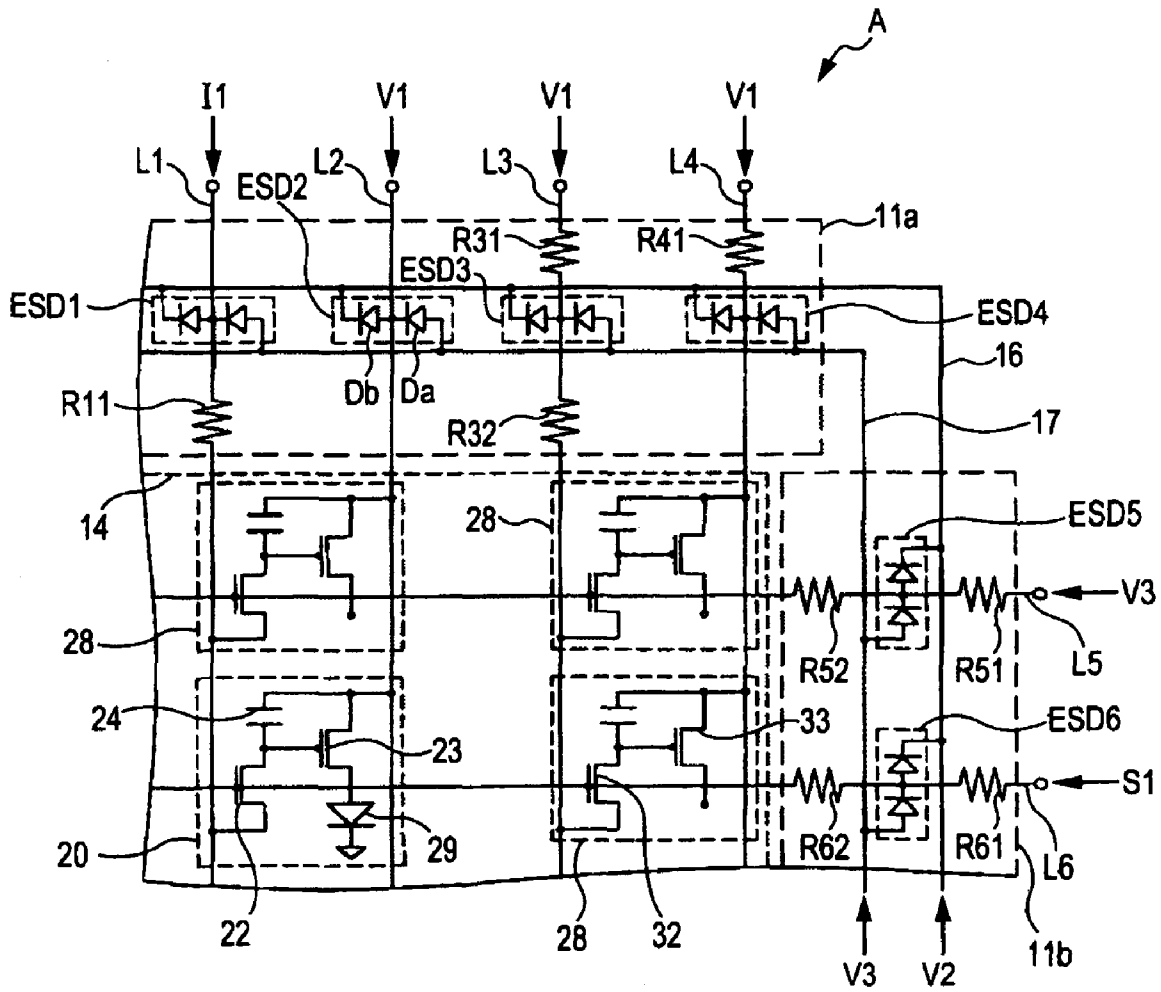 A
I1 V1 V1 V1
L1 L2 L3 L4
ESD2 11a
R31 R41
ESD1 ESD3 ESD4
16
Db Da
R11 R32 17
14
28 ESD5
V3
28 R52 R51 L5
24 ESD6
23 33
S1
20 29 R62 R61
L6
22 28 32 11b
V3 V2